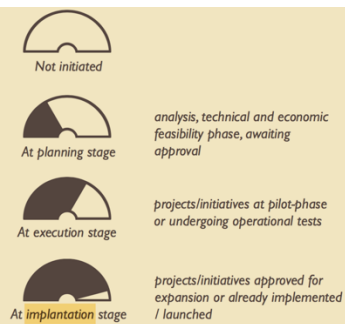 Not initiated
analysis, technical and economic
feasibility phase, awaiting
approval
At planning stage
projects/initiatives at pilot-phase
or undergoing operational tests
At execution stage
projects/initiatives approved for
expansion or already implemented
/ launched
At implantation stage